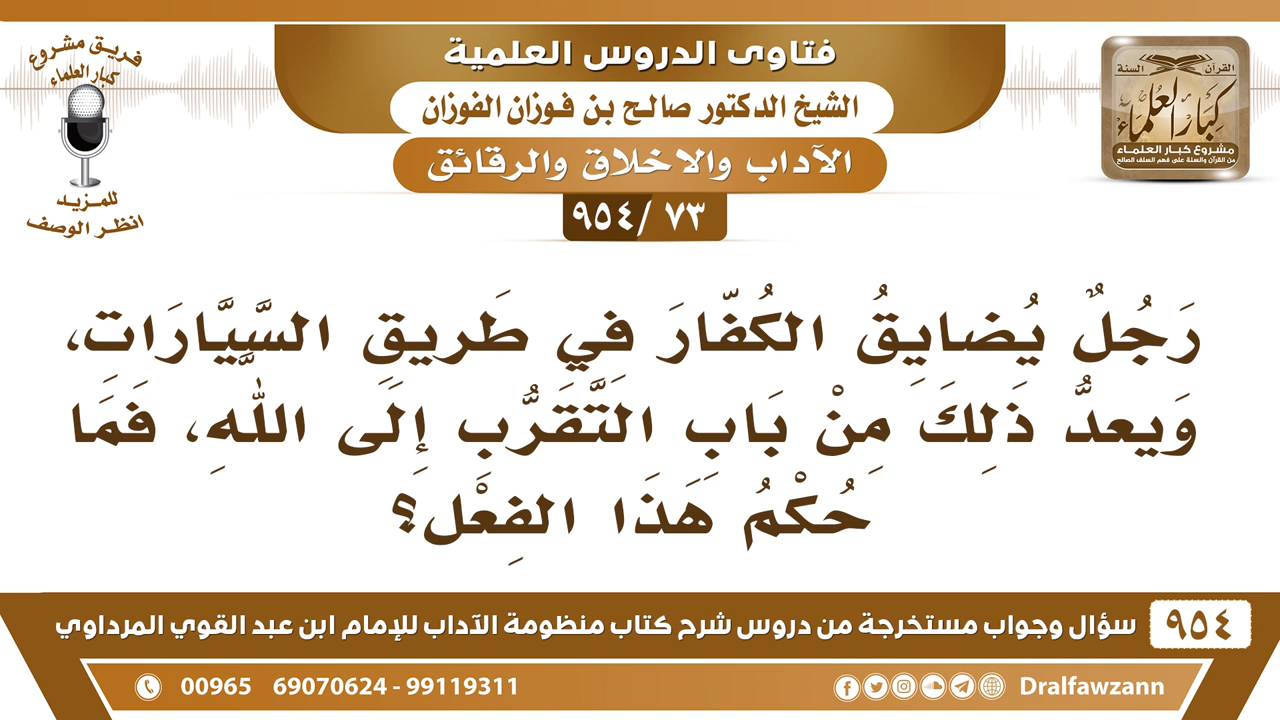 فتاوى الدروس العلمية
الشيخ الدكتور صالح بن فوزان الفوزان
الآداب والاخلاق والرقائق
٧٣ /٩٥٤
فريق مشروع
كبار العلماء
للمزيد
انظر الوصف
القرآن السنة
كبار العلماء
مشروع كبار العلماء
من القرآن والسنة على فهم السلف الصالح
رَجُلٌ يُضايِقُ الكُفّارَ في طَريقِ السَّيَّارَات،
وَيعدُّ ذَلِكَ مِنْ بَابِ التَّقَرُّبِ إِلَى اللَّهِ، فَمَا
حُكْمُ هَذَا الفِعْل؟
٩٥٤ سؤال وجواب مستخرجة من دروس شرح كتاب منظومة الآداب للإمام ابن عبد القوي المرداوي
00965 69070624 - 99119311
Dralfawzann